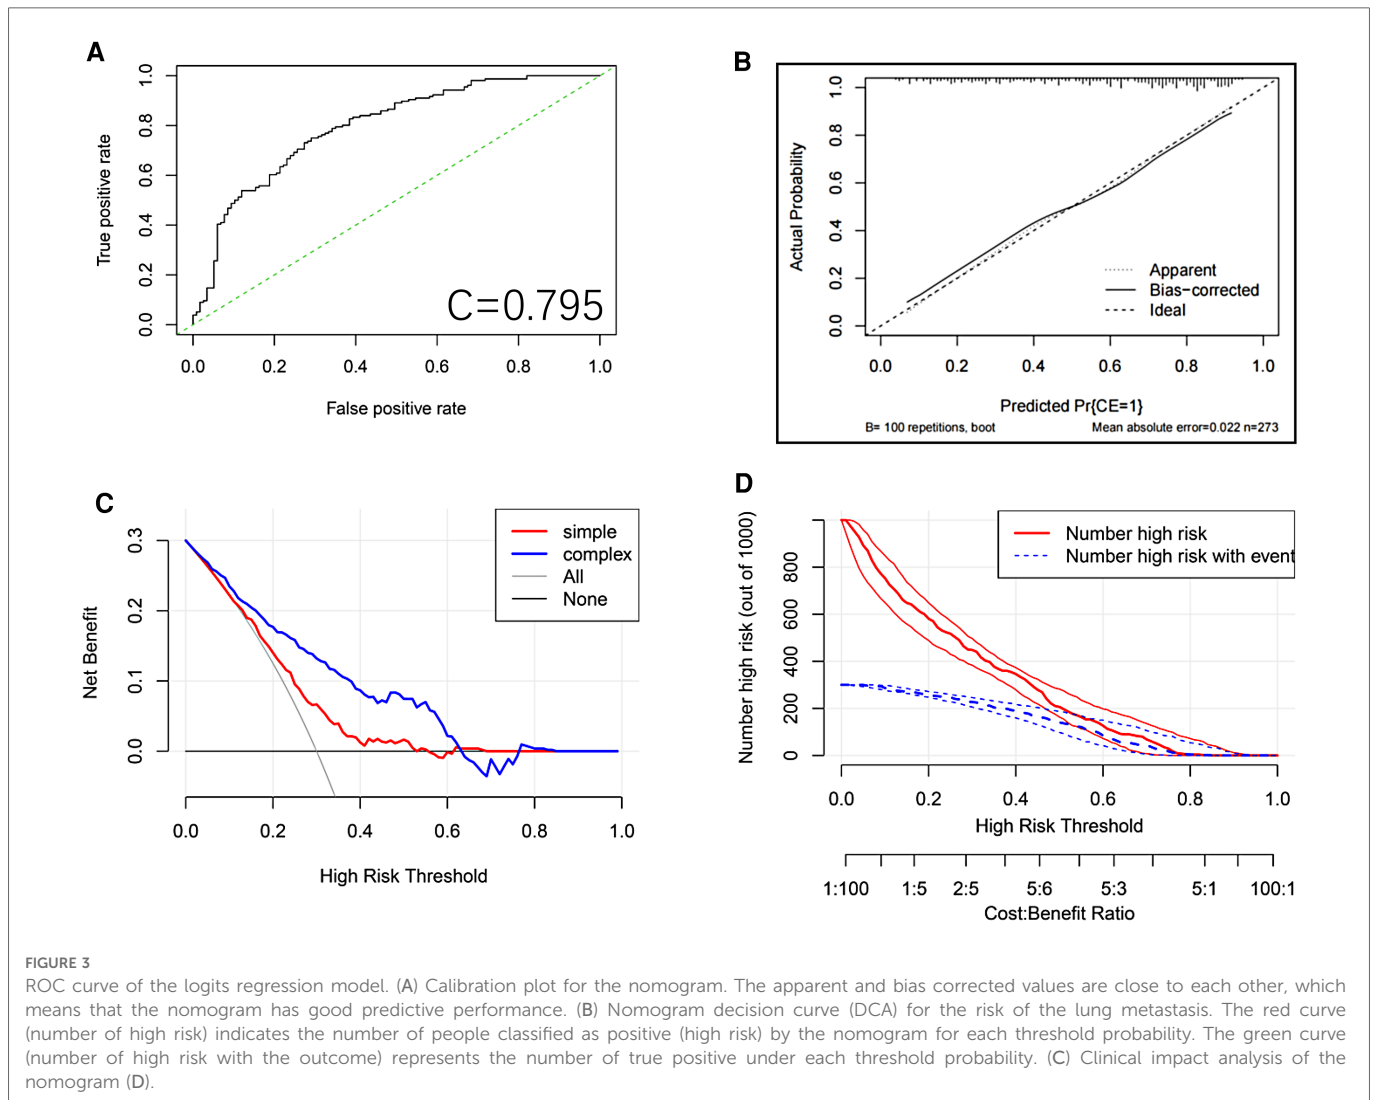 A
1.0
0.8
0.6
0.4
0.2
0.0
True positive rate
C=0.795
0.0 0.2 0.4 0.6 0.8 1.0
False positive rate
B
1.0
0.8
0.6
0.4
0.2
0.0
Actual Probability
Apparent
Bias-corrected
Ideal
0.0 0.2 0.4 0.6 0.8 1.0
Predicted Pr{CE=1}
B= 100 repetitions, boot Mean absolute error=0.022 n=273
C
0.3
0.2
0.1
0.0
Net Benefit
simple
complex
All
None
0.0 0.2 0.4 0.6 0.8 1.0
High Risk Threshold
D
Number high risk (out of 1000)
800
600
400
200
0
Number high risk
Number high risk with event
0.0 0.2 0.4 0.6 0.8 1.0
High Risk Threshold
1:100 1:5 2:5 5:6 5:3 5:1 100:1
Cost:Benefit Ratio
FIGURE 3
ROC curve of the logits regression model. (A) Calibration plot for the nomogram. The apparent and bias corrected values are close to each other, which
means that the nomogram has good predictive performance. (B) Nomogram decision curve (DCA) for the risk of the lung metastasis. The red curve
(number of high risk) indicates the number of people classified as positive (high risk) by the nomogram for each threshold probability. The green curve
(number of high risk with the outcome) represents the number of true positive under each threshold probability. (C) Clinical impact analysis of the
nomogram (D).